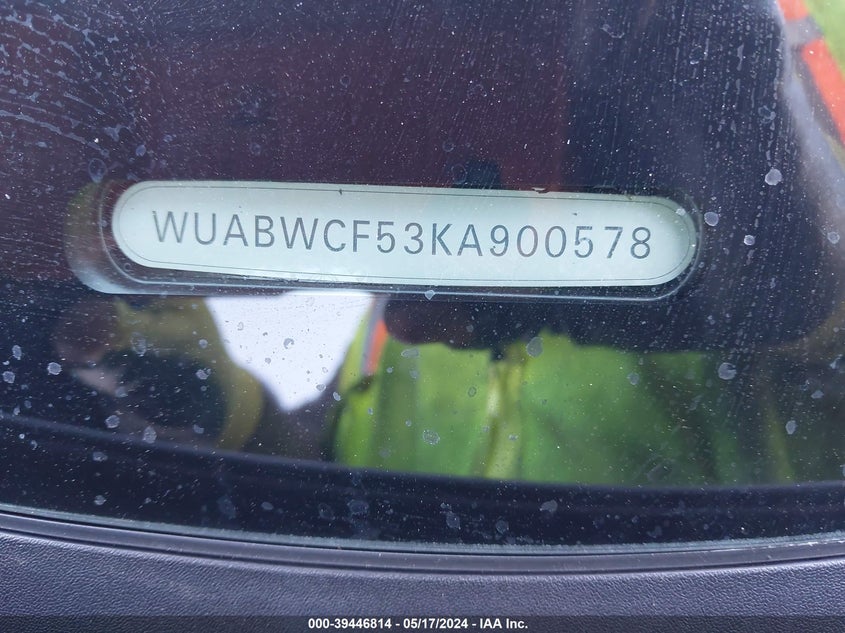 WUABWCF53KA900578
000-39446814 - 05/17/2024 - IAA Inc.